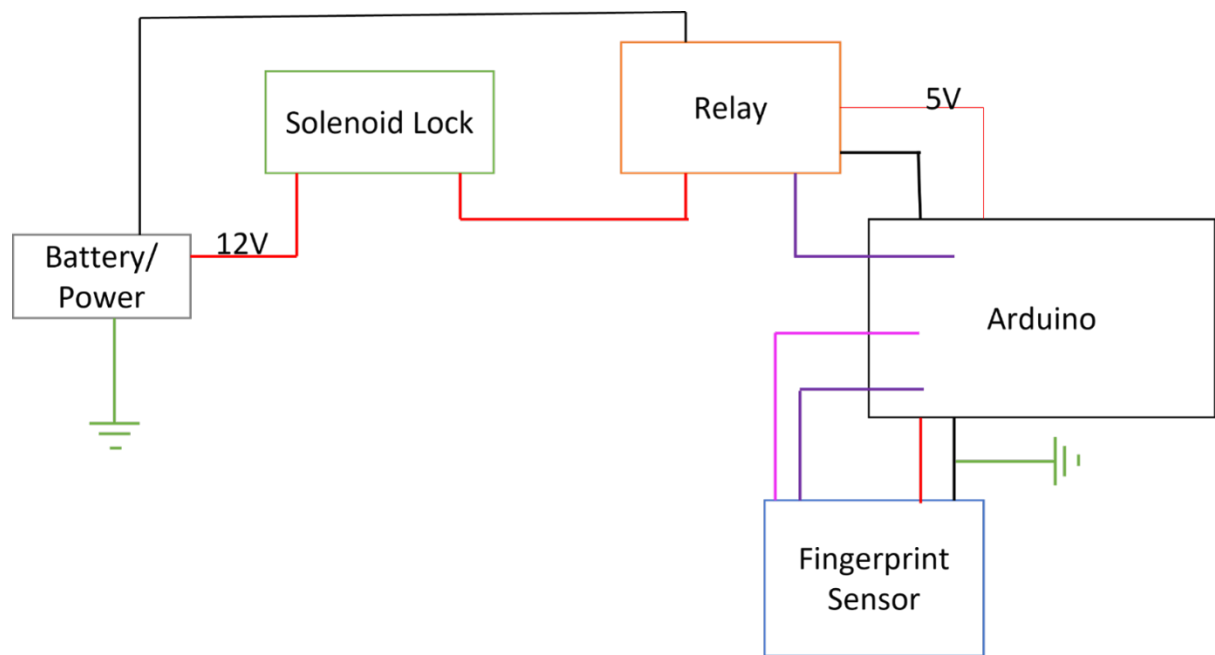 Solenoid Lock
Relay
5V
12V
Battery/
Power
Arduino
Fingerprint
Sensor